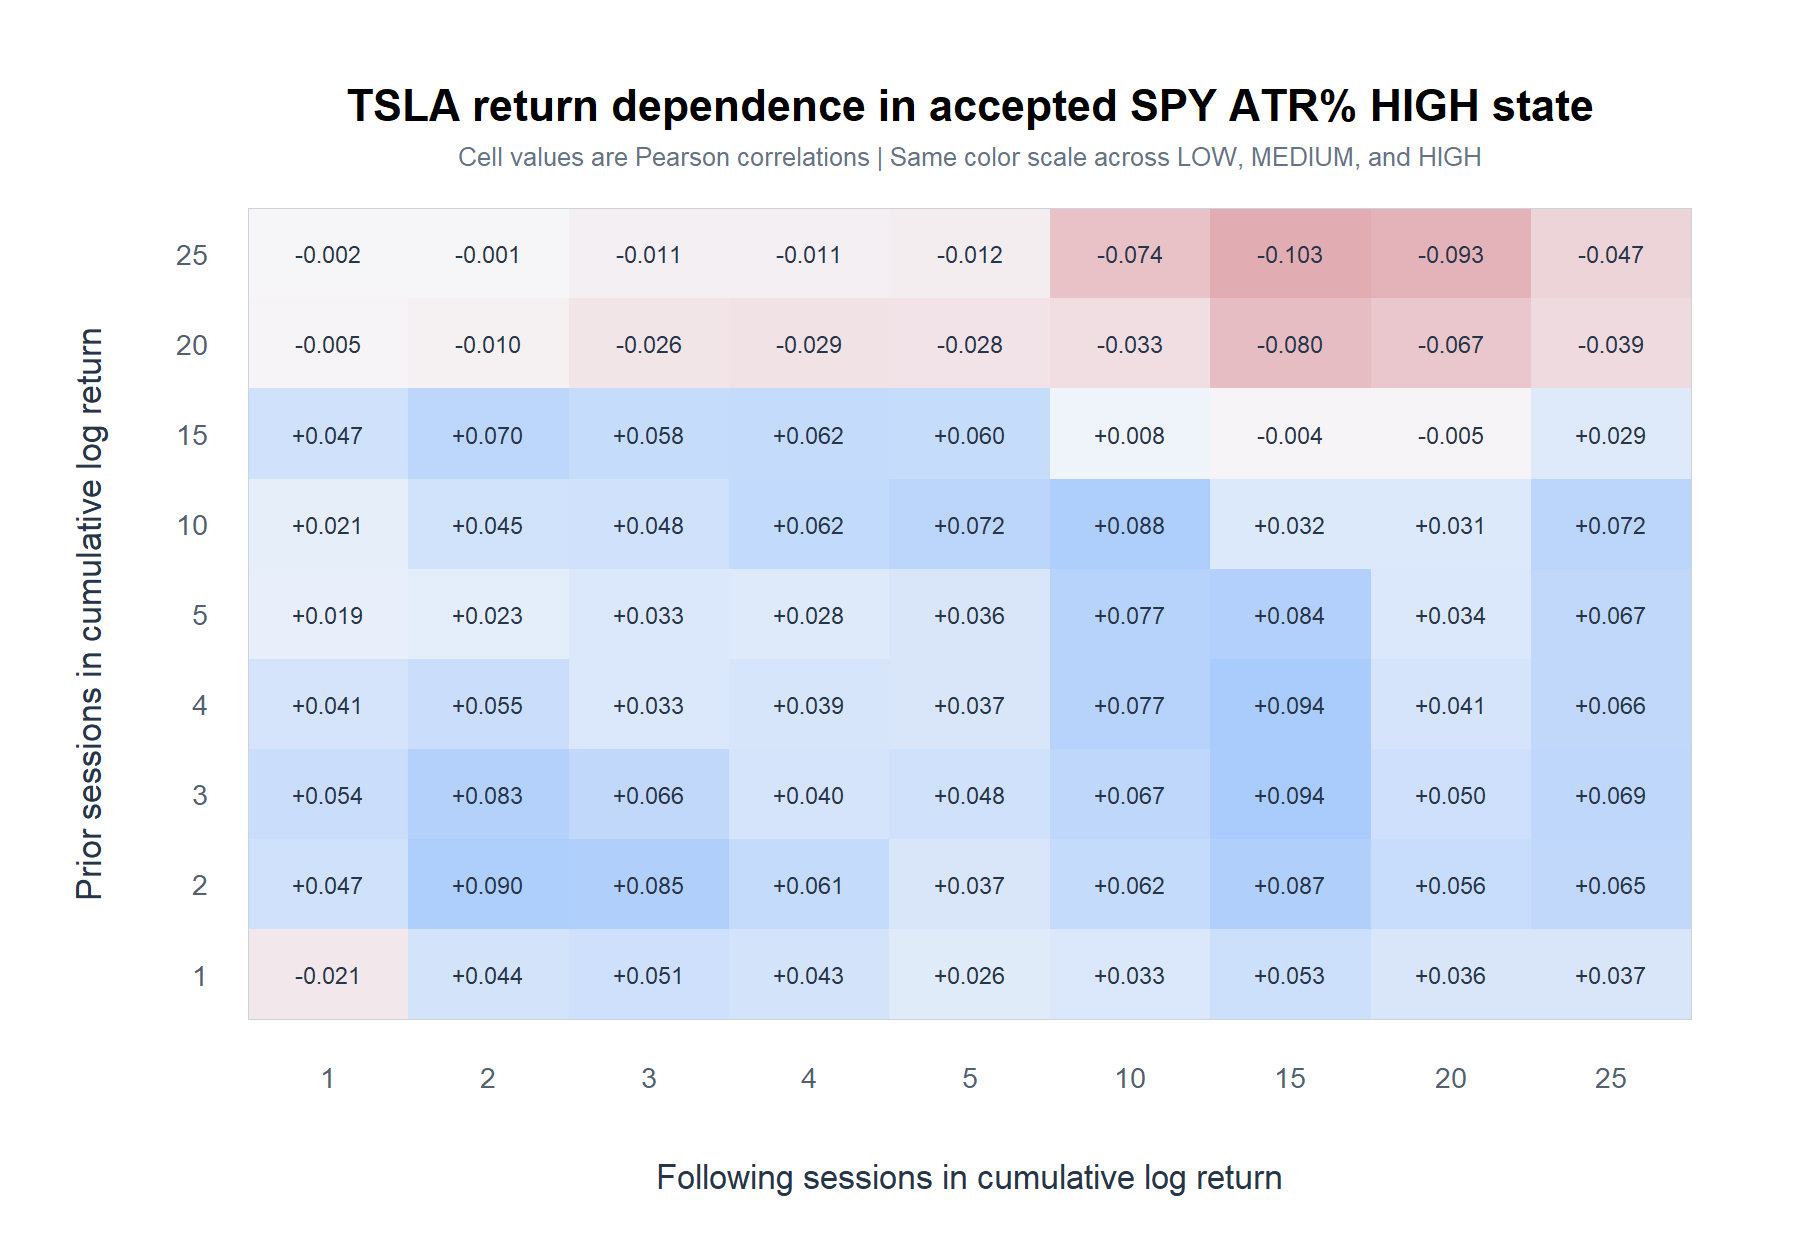 TSLA return dependence in accepted SPY ATR% HIGH state
Cell values are Pearson correlations | Same color scale across LOW, MEDIUM, and HIGH
Prior sessions in cumulative log return
25 -0.002 -0.001 -0.011 -0.011 -0.012 -0.074 -0.103 -0.093 -0.047
20 -0.005 -0.010 -0.026 -0.029 -0.028 -0.033 -0.080 -0.067 -0.039
15 +0.047 +0.070 +0.058 +0.062 +0.060 +0.008 -0.004 -0.005 +0.029
10 +0.021 +0.045 +0.048 +0.062 +0.072 +0.088 +0.032 +0.031 +0.072
5 +0.019 +0.023 +0.033 +0.028 +0.036 +0.077 +0.084 +0.034 +0.067
4 +0.041 +0.055 +0.033 +0.039 +0.037 +0.077 +0.094 +0.041 +0.066
3 +0.054 +0.083 +0.066 +0.040 +0.048 +0.067 +0.094 +0.050 +0.069
2 +0.047 +0.090 +0.085 +0.061 +0.037 +0.062 +0.087 +0.056 +0.065
1 -0.021 +0.044 +0.051 +0.043 +0.026 +0.033 +0.053 +0.036 +0.037
1 2 3 4 5 10 15 20 25
Following sessions in cumulative log return